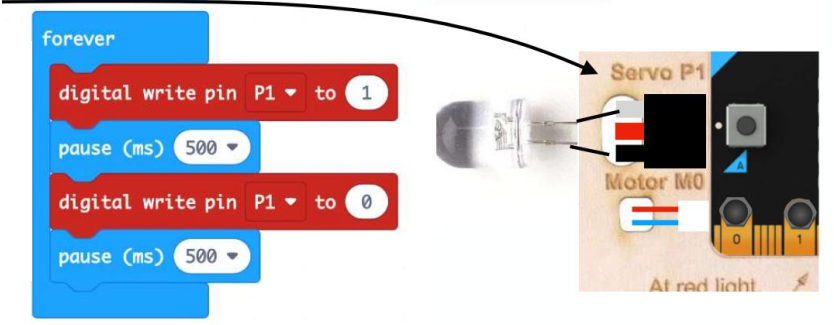 forever
digital write pin P1 to 1
pause (ms) 500
digital write pin P1 to 0
pause (ms) 500
Servo P1
A
Motor M0
0 1
At red light